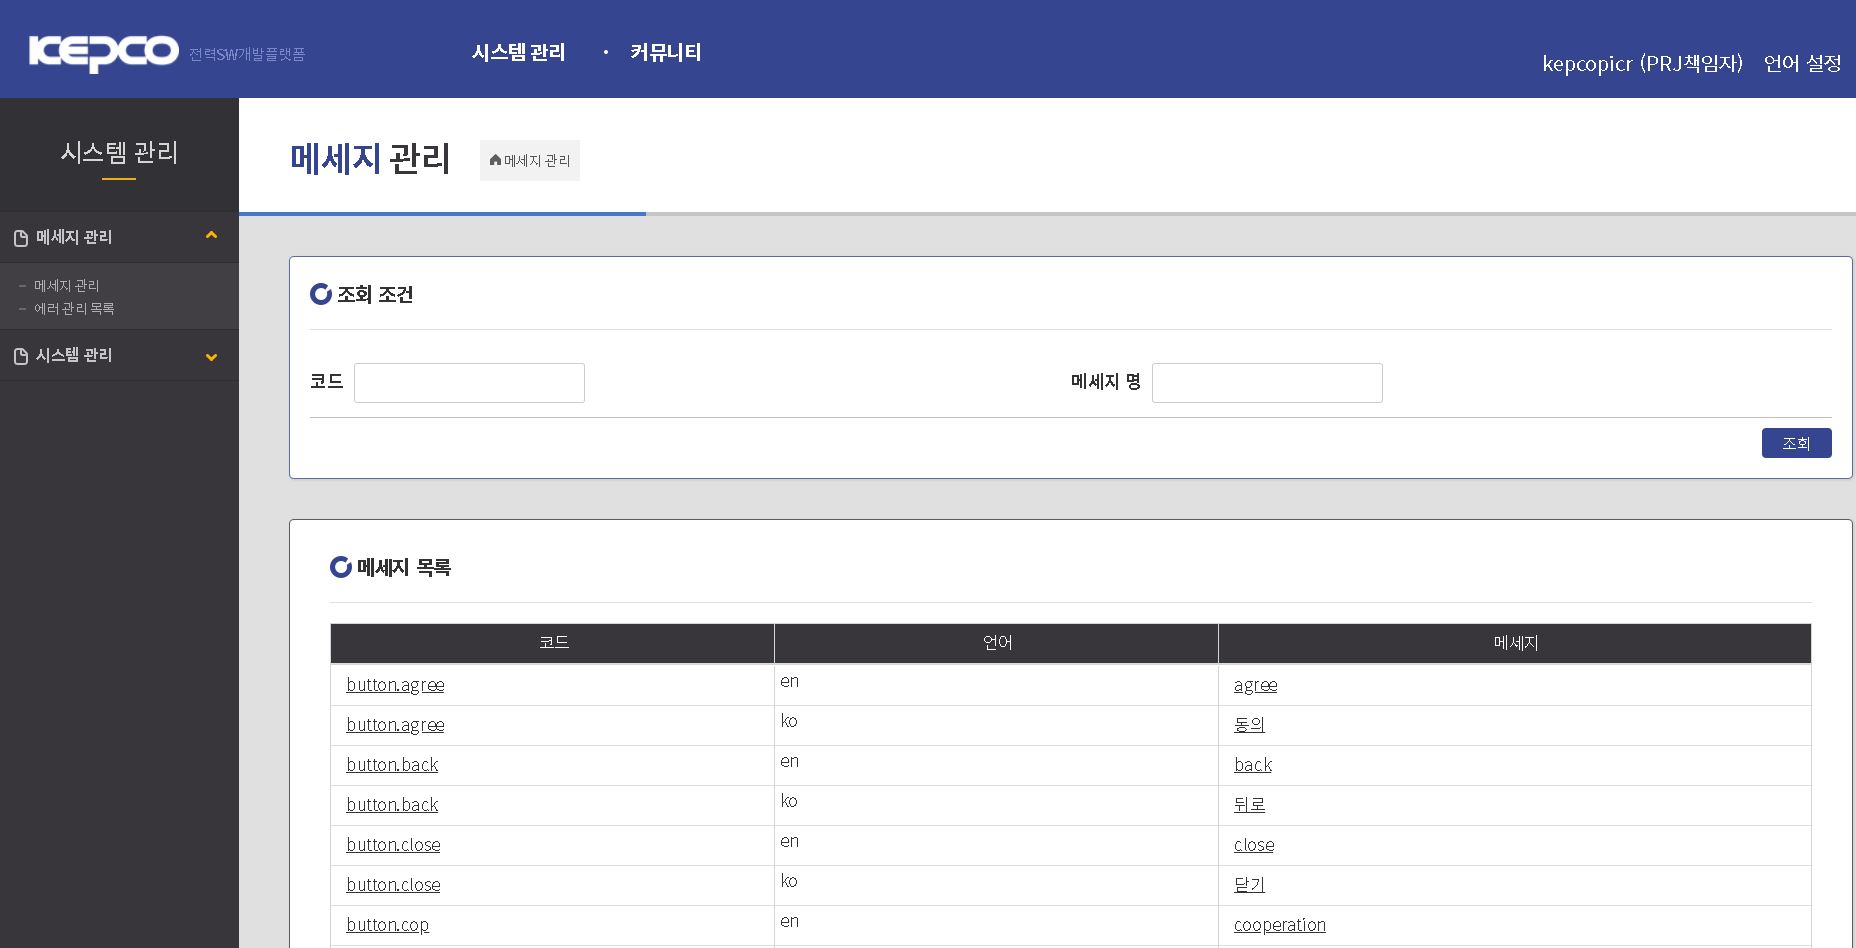 KEPCO 전력SW개발플랫폼 시스템 관리 · 커뮤니티 kepcopicr (PRJ책임자) 언어 설정
시스템 관리
메세지 관리
- 메세지 관리
- 에러 관리 목록
시스템 관리
메세지 관리 메세지 관리
조회 조건
코드 메세지 명
조회
메세지 목록
코드 언어 메세지
button.agree en agree
button.agree ko 동의
button.back en back
button.back ko 뒤로
button.close en close
button.close ko 닫기
button.cop en cooperation